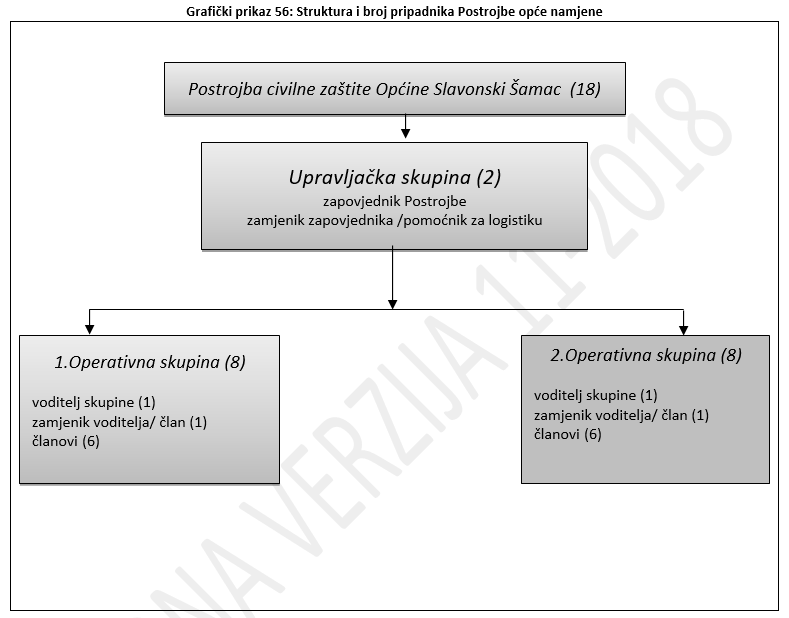 Grafički prikaz 56: Struktura i broj pripadnika Postrojbe opće namjene
Postrojba civilne zaštite Općine Slavonski Šamac (18)
Upravljačka skupina (2)
zapovjednik Postrojbe
zamjenik zapovjednika /pomoćnik za logistiku
1.Operativna skupina (8)
voditelj skupine (1)
zamjenik voditelja/ član (1)
članovi (6)
2.Operativna skupina (8)
voditelj skupine (1)
zamjenik voditelja/ član (1)
članovi (6)
VERZIJA 11-2018